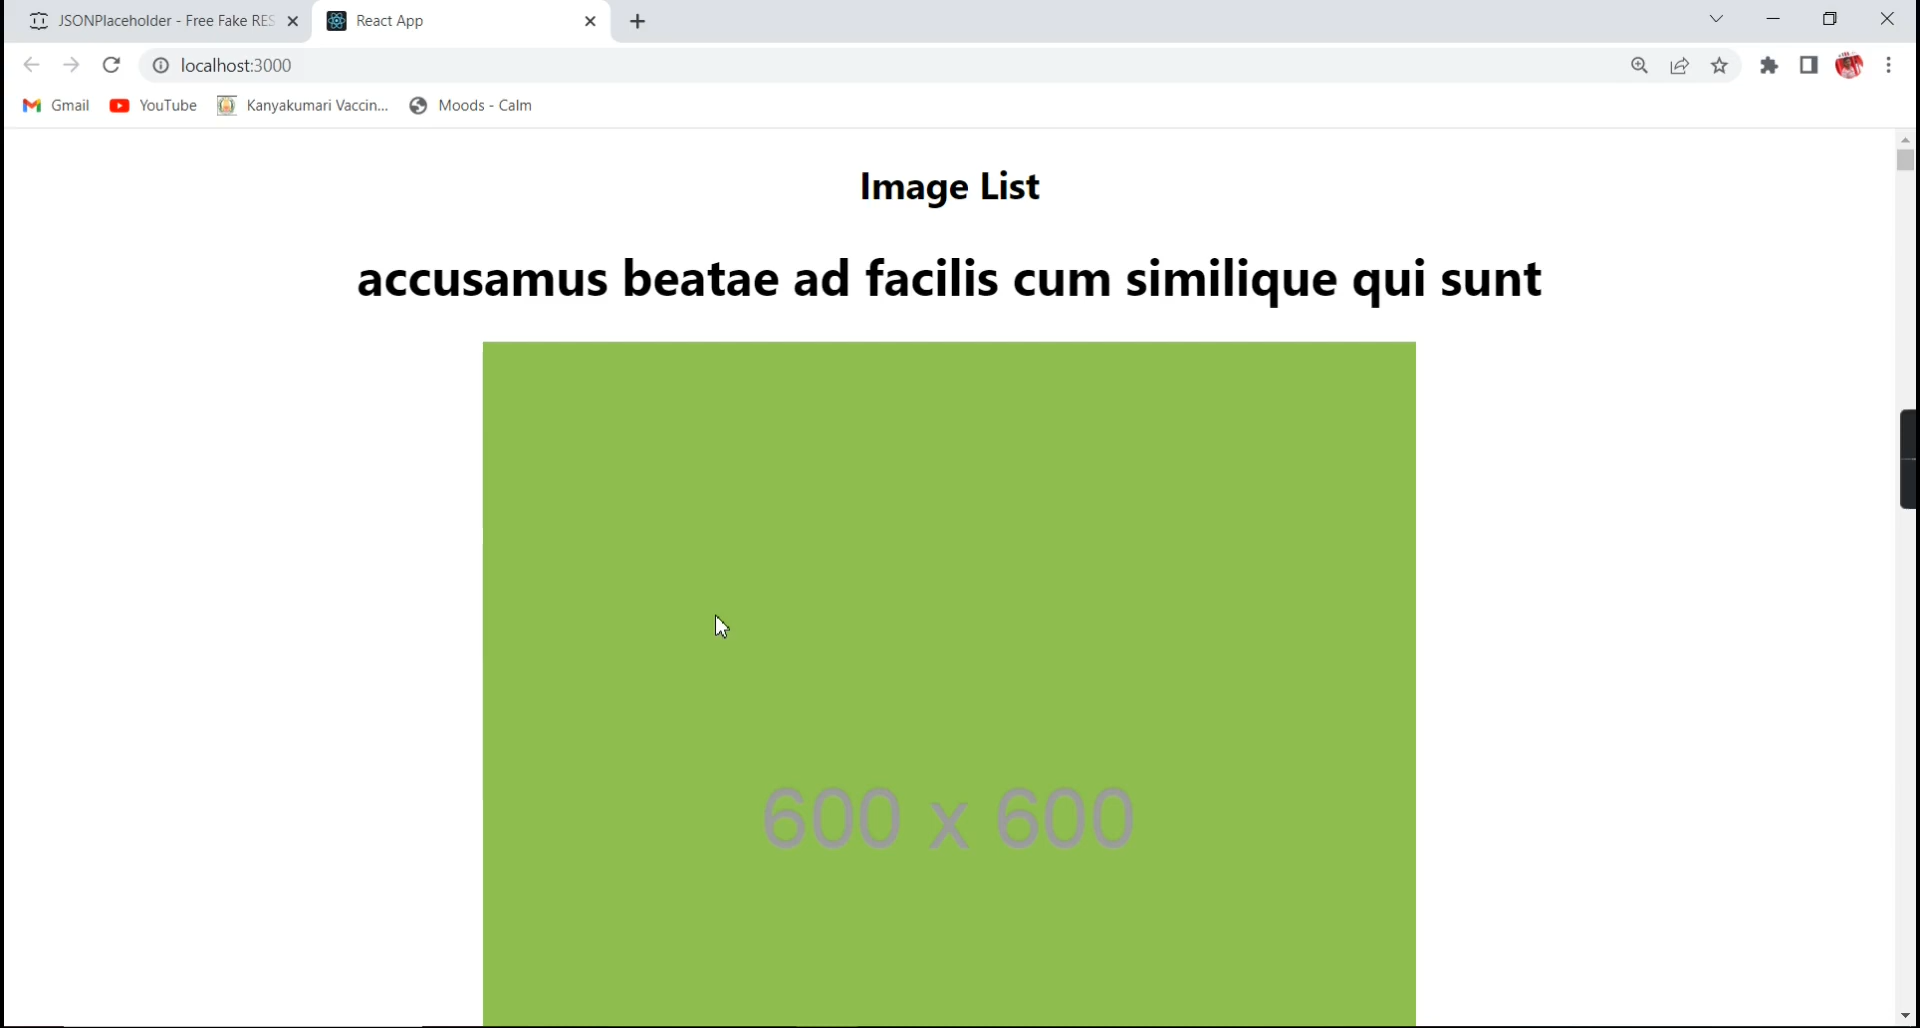 JSONPlaceholder - Free Fake RES
React App
localhost:3000
Gmail
YouTube
Kanyakumari Vaccin...
Moods - Calm
Image List
accusamus beatae ad facilis cum similique qui sunt
600 x 600